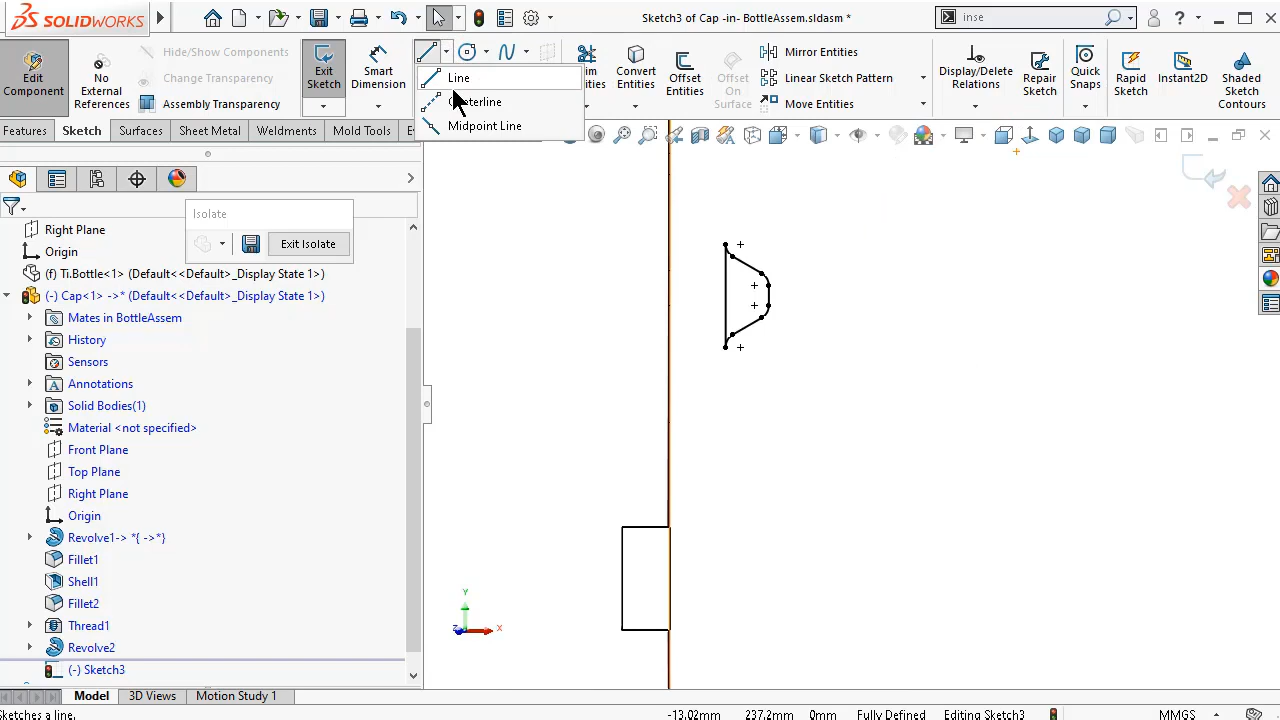 SOLIDWORKS
Sketch3 of Cap -in- BottleAssem.sldasm *
inse
?
Edit Component
No External References
Hide/Show Components
Change Transparency
Assembly Transparency
Exit Sketch
Smart Dimension
Convert Entities
Offset Entities
Offset On Surface
Mirror Entities
Linear Sketch Pattern
Move Entities
Display/Delete Relations
Repair Sketch
Quick Snaps
Rapid Sketch
Instant2D
Shaded Sketch Contours
Line
Midpoint Line
Features
Sketch
Surfaces
Sheet Metal
Weldments
Mold Tools
Isolate
Exit Isolate
Right Plane
Origin
(f) Ti.Bottle<1> (Default<<Default>_Display State 1>)
(-) Cap<1> ->* (Default<<Default>_Display State 1>)
Mates in BottleAssem
History
Sensors
Annotations
Solid Bodies(1)
Material <not specified>
Front Plane
Top Plane
Right Plane
Origin
Revolve1-> *{ ->*}
Fillet1
Shell1
Fillet2
Thread1
Revolve2
(-) Sketch3
Y
Z
X
Model
3D Views
Motion Study 1
Sketches a line.
-13.02mm
237.2mm
0mm
Fully Defined
Editing Sketch3
MMGS